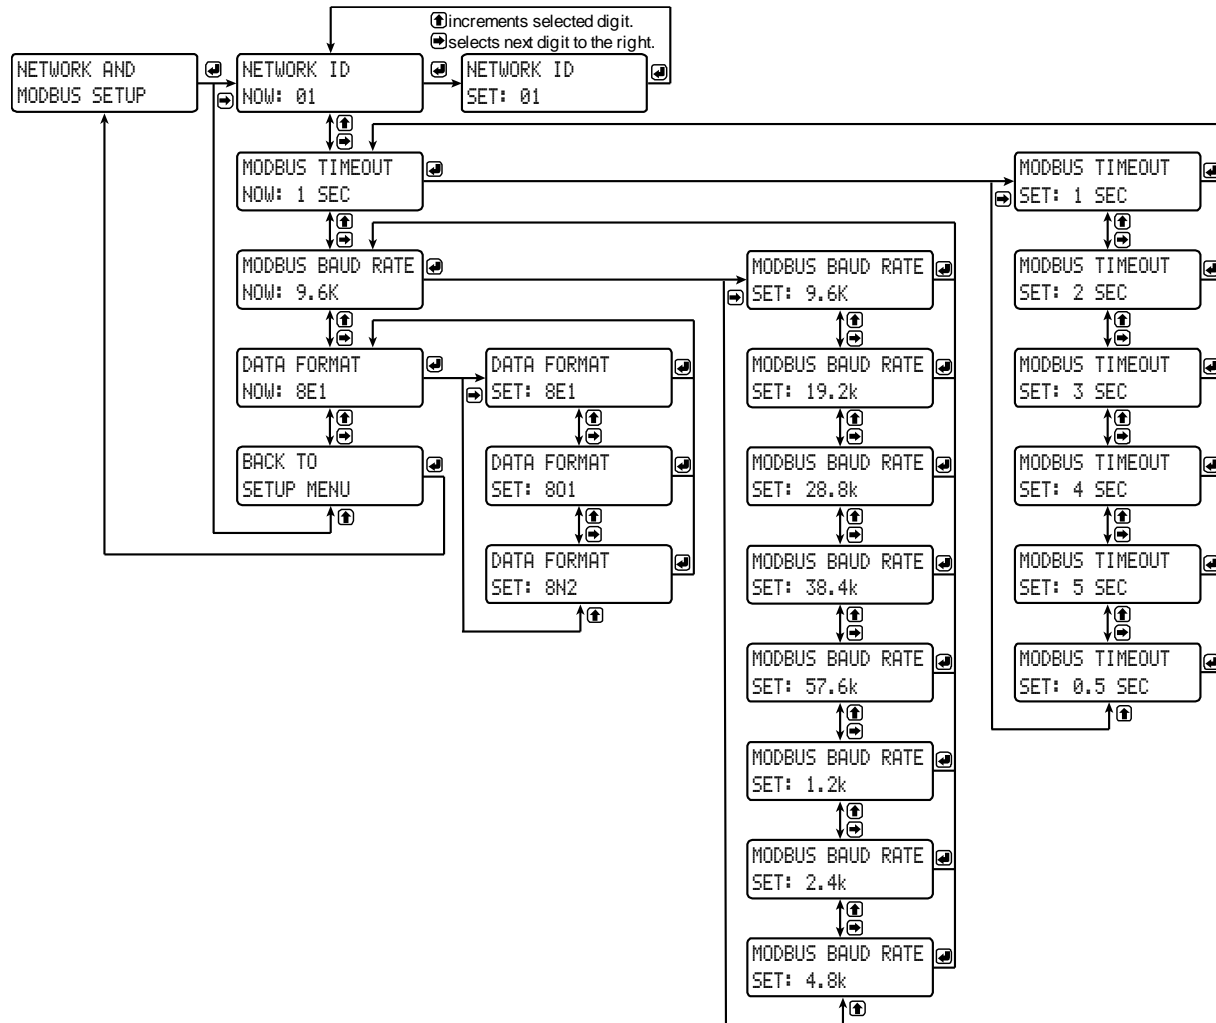 increments selected digit.
selects next digit to the right.
NETWORK AND
MODBUS SETUP
NETWORK ID
NOW: 01
NETWORK ID
SET: 01
MODBUS TIMEOUT
NOW: 1 SEC
MODBUS BAUD RATE
NOW: 9.6K
DATA FORMAT
NOW: 8E1
BACK TO
SETUP MENU
DATA FORMAT
SET: 8E1
DATA FORMAT
SET: 8O1
DATA FORMAT
SET: 8N2
MODBUS BAUD RATE
SET: 9.6K
MODBUS BAUD RATE
SET: 19.2k
MODBUS BAUD RATE
SET: 28.8k
MODBUS BAUD RATE
SET: 38.4k
MODBUS BAUD RATE
SET: 57.6k
MODBUS BAUD RATE
SET: 1.2k
MODBUS BAUD RATE
SET: 2.4k
MODBUS BAUD RATE
SET: 4.8k
MODBUS TIMEOUT
SET: 1 SEC
MODBUS TIMEOUT
SET: 2 SEC
MODBUS TIMEOUT
SET: 3 SEC
MODBUS TIMEOUT
SET: 4 SEC
MODBUS TIMEOUT
SET: 5 SEC
MODBUS TIMEOUT
SET: 0.5 SEC